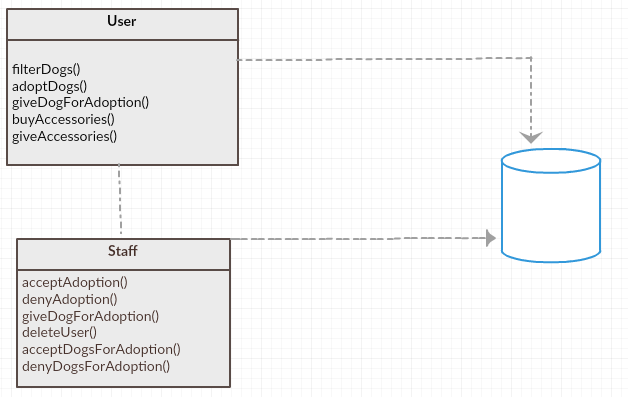 User
filterDogs()
adoptDogs()
giveDogForAdoption()
buyAccessories()
giveAccessories()
Staff
acceptAdoption()
denyAdoption()
giveDogForAdoption()
deleteUser()
acceptDogsForAdoption()
denyDogsForAdoption()